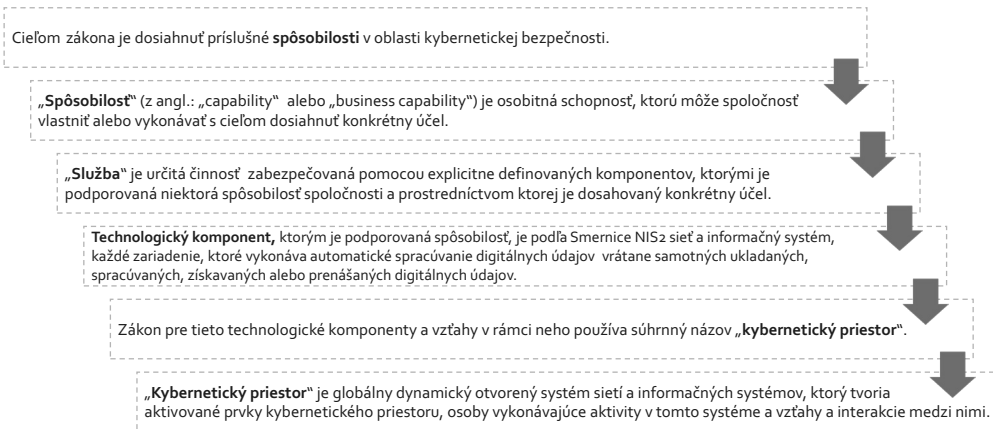 Cieľom zákona je dosiahnuť príslušné spôsobilosti v oblasti kybernetickej bezpečnosti.
„Spôsobilosť“ (z angl.: „capability“ alebo „business capability“) je osobitná schopnosť, ktorú môže spoločnosť
vlastniť alebo vykonávať s cieľom dosiahnuť konkrétny účel.
„Služba“ je určitá činnosť zabezpečovaná pomocou explicitne definovaných komponentov, ktorými je
podporovaná niektorá spôsobilosť spoločnosti a prostredníctvom ktorej je dosahovaný konkrétny účel.
Technologický komponent, ktorým je podporovaná spôsobilosť, je podľa Smernice NIS2 sieť a informačný systém,
každé zariadenie, ktoré vykonáva automatické spracúvanie digitálnych údajov vrátane samotných ukladaných,
spracúvaných, získavaných alebo prenášaných digitálnych údajov.
Zákon pre tieto technologické komponenty a vzťahy v rámci neho používa súhrnný názov „kybernetický priestor“.
„Kybernetický priestor“ je globálny dynamický otvorený systém sietí a informačných systémov, ktorý tvoria
aktivované prvky kybernetického priestoru, osoby vykonávajúce aktivity v tomto systéme a vzťahy a interakcie medzi nimi.